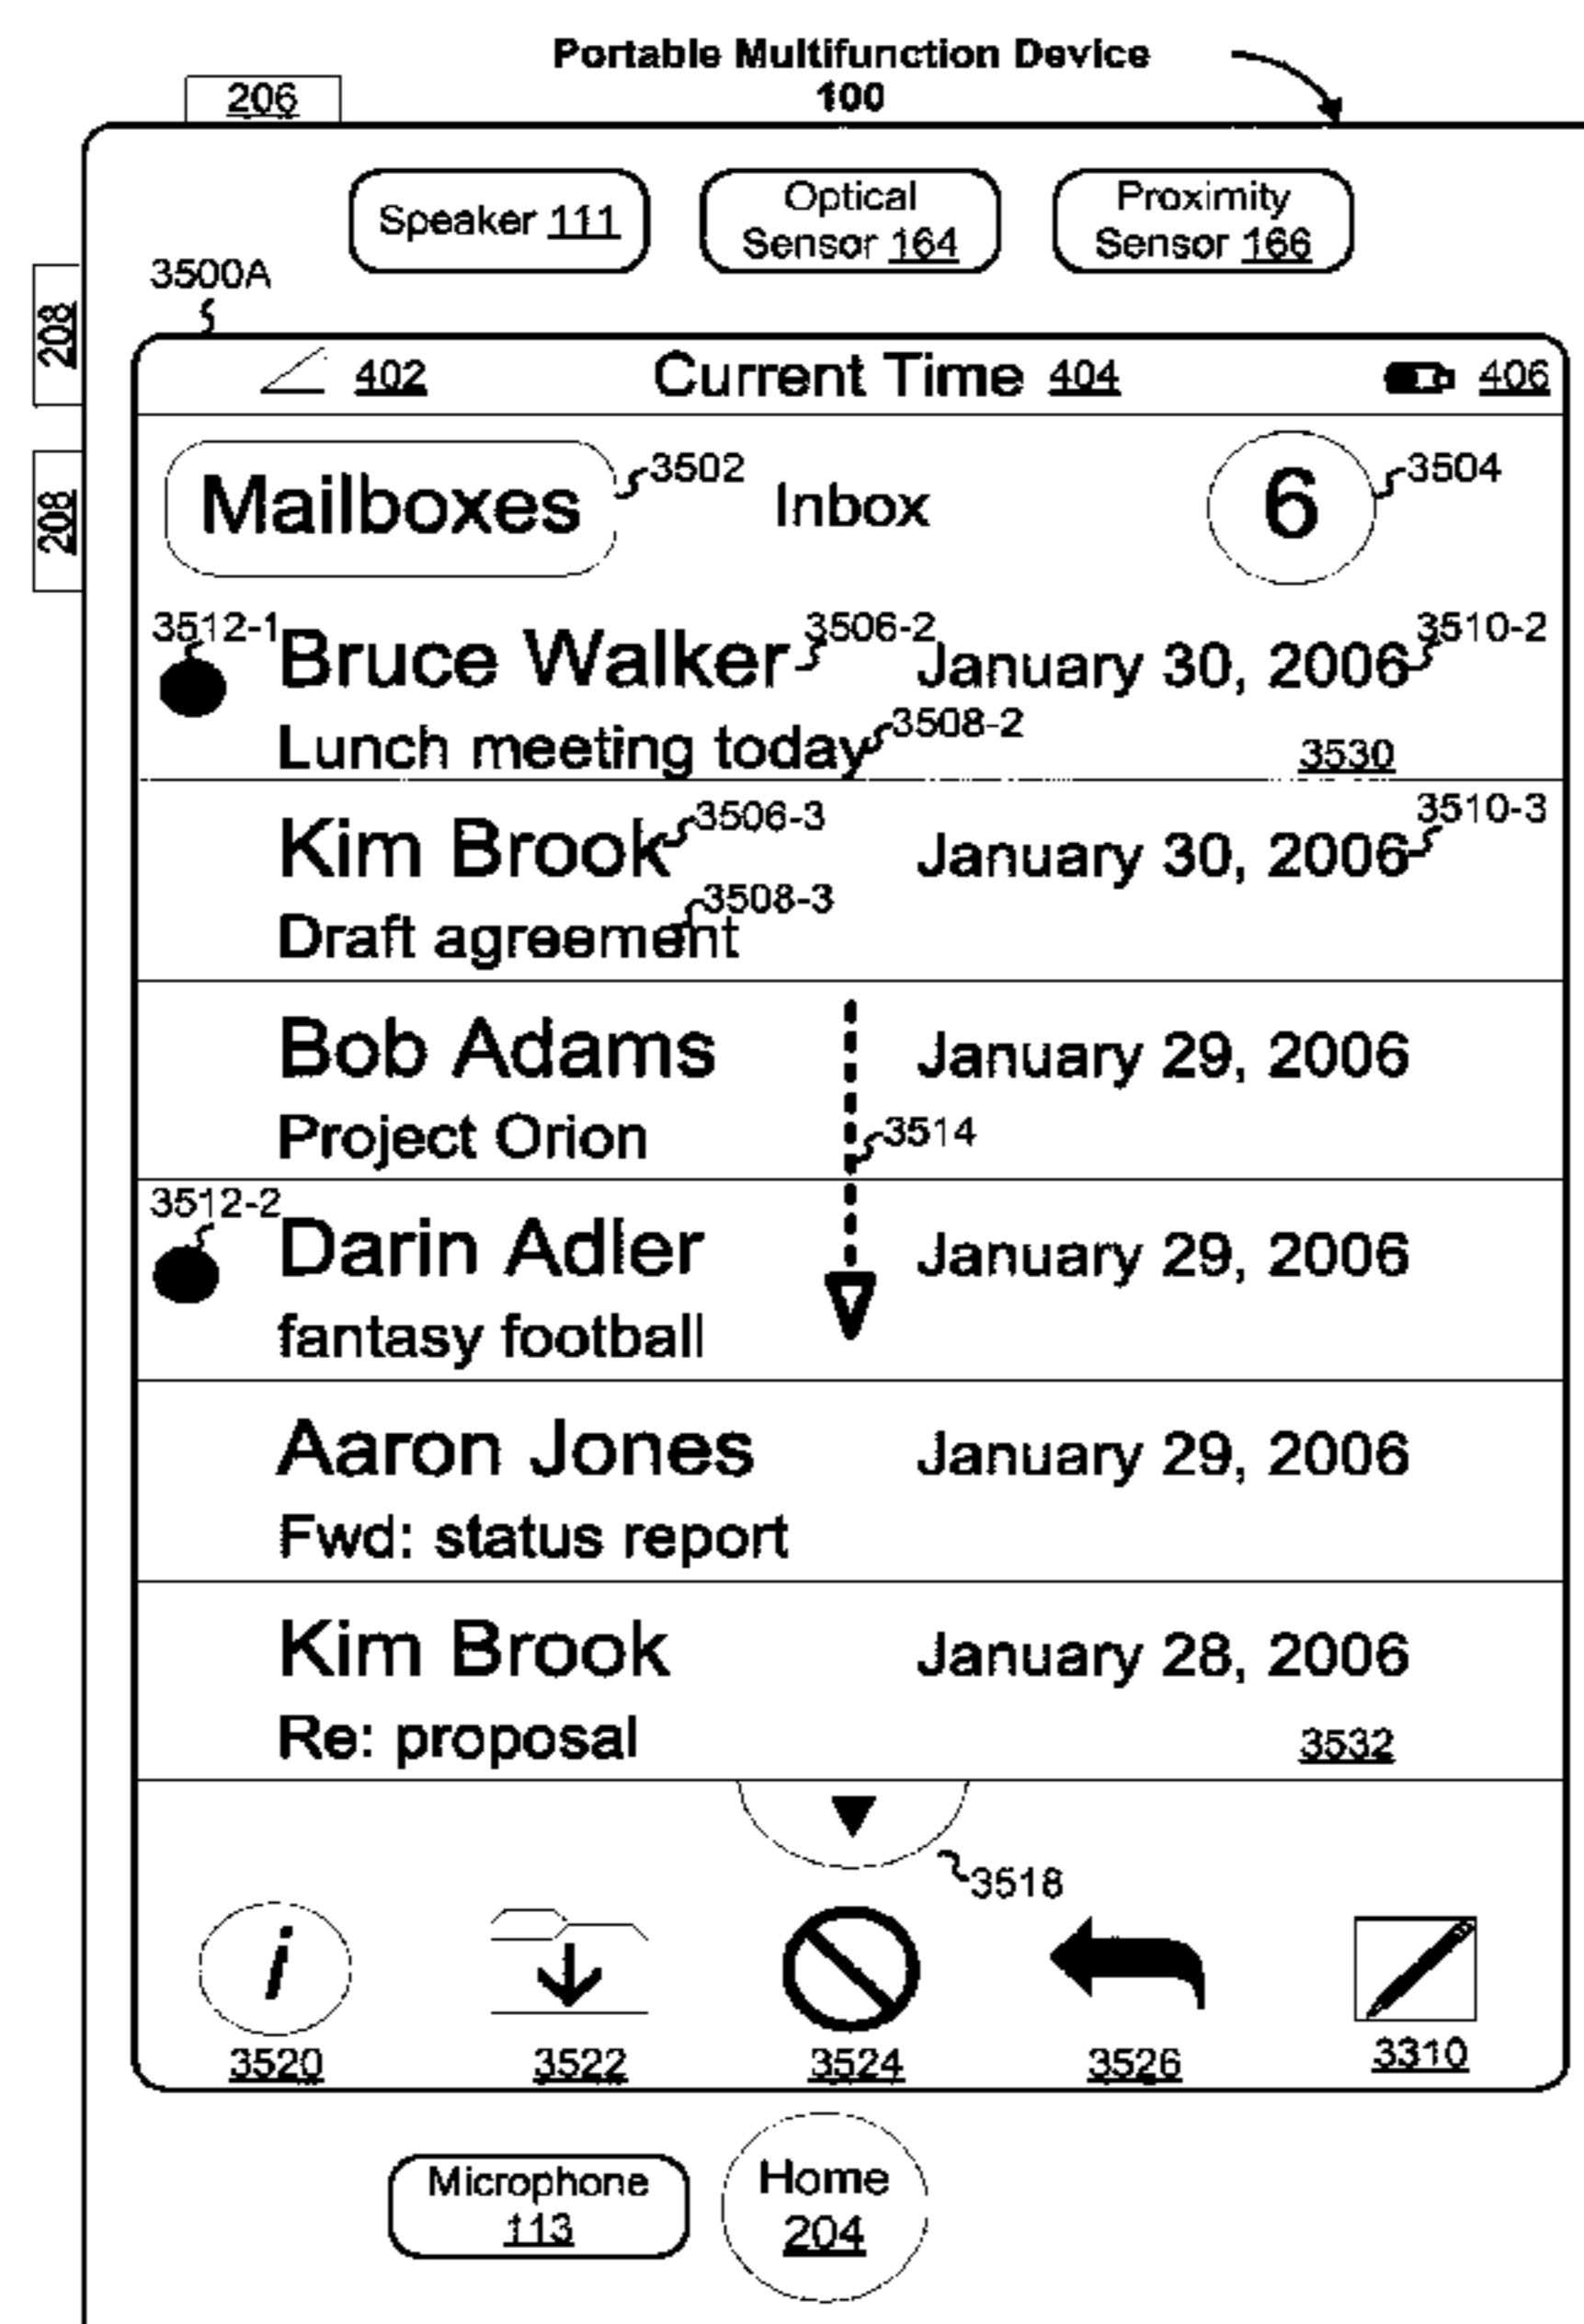 Portable Multifunction Device
100
206
Speaker 111
Optical
Sensor 164
Proximity
Sensor 166
3500A
208
402 Current Time 404 406
Mailboxes 3502 Inbox 6 3504
208
3512-1 Bruce Walker 3506-2 January 30, 2006 3510-2
Lunch meeting today 3508-2 3530
Kim Brook 3506-3 January 30, 2006 3510-3
Draft agreement 3508-3
Bob Adams January 29, 2006
Project Orion 3514
3512-2 Darin Adler January 29, 2006
fantasy football
Aaron Jones January 29, 2006
Fwd: status report
Kim Brook January 28, 2006
Re: proposal 3532
3518
i
3520 3522 3524 3526 3310
Microphone
113
Home
204